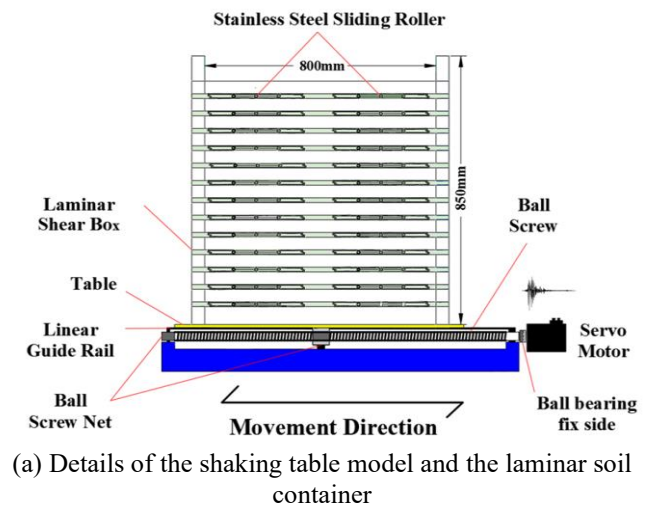 Stainless Steel Sliding Roller
800mm
850mm
Laminar
Shear Box
Ball
Screw
Table
Linear
Guide Rail
Servo
Motor
Ball
Screw Net
Ball bearing
fix side
Movement Direction
(a) Details of the shaking table model and the laminar soil
container